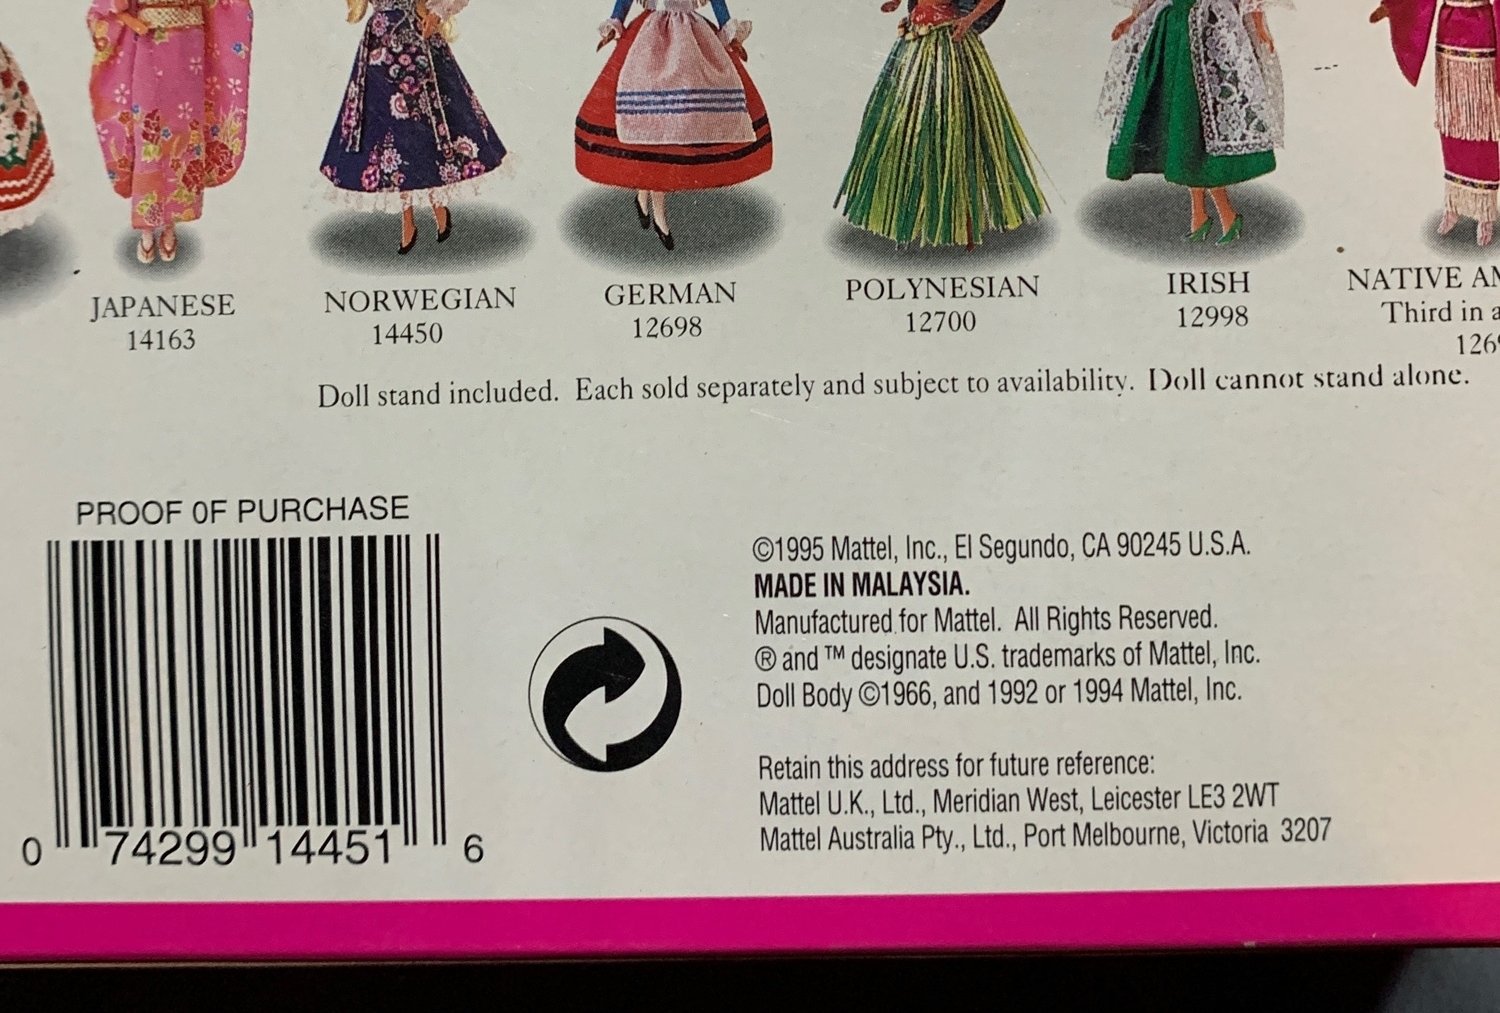 JAPANESE
14163
NORWEGIAN
14450
GERMAN
12698
POLYNESIAN
12700
IRISH
12998
NATIVE
Third in a
Doll stand included. Each sold separately and subject to availability. Doll cannot stand alone.
PROOF OF PURCHASE
0 74299 14451 6
©1995 Mattel, Inc., El Segundo, CA 90245 U.S.A.
MADE IN MALAYSIA.
Manufactured for Mattel. All Rights Reserved.
® and ™ designate U.S. trademarks of Mattel, Inc.
Doll Body ©1966, and 1992 or 1994 Mattel, Inc.
Retain this address for future reference:
Mattel U.K., Ltd., Meridian West, Leicester LE3 2WT
Mattel Australia Pty., Ltd., Port Melbourne, Victoria 3207